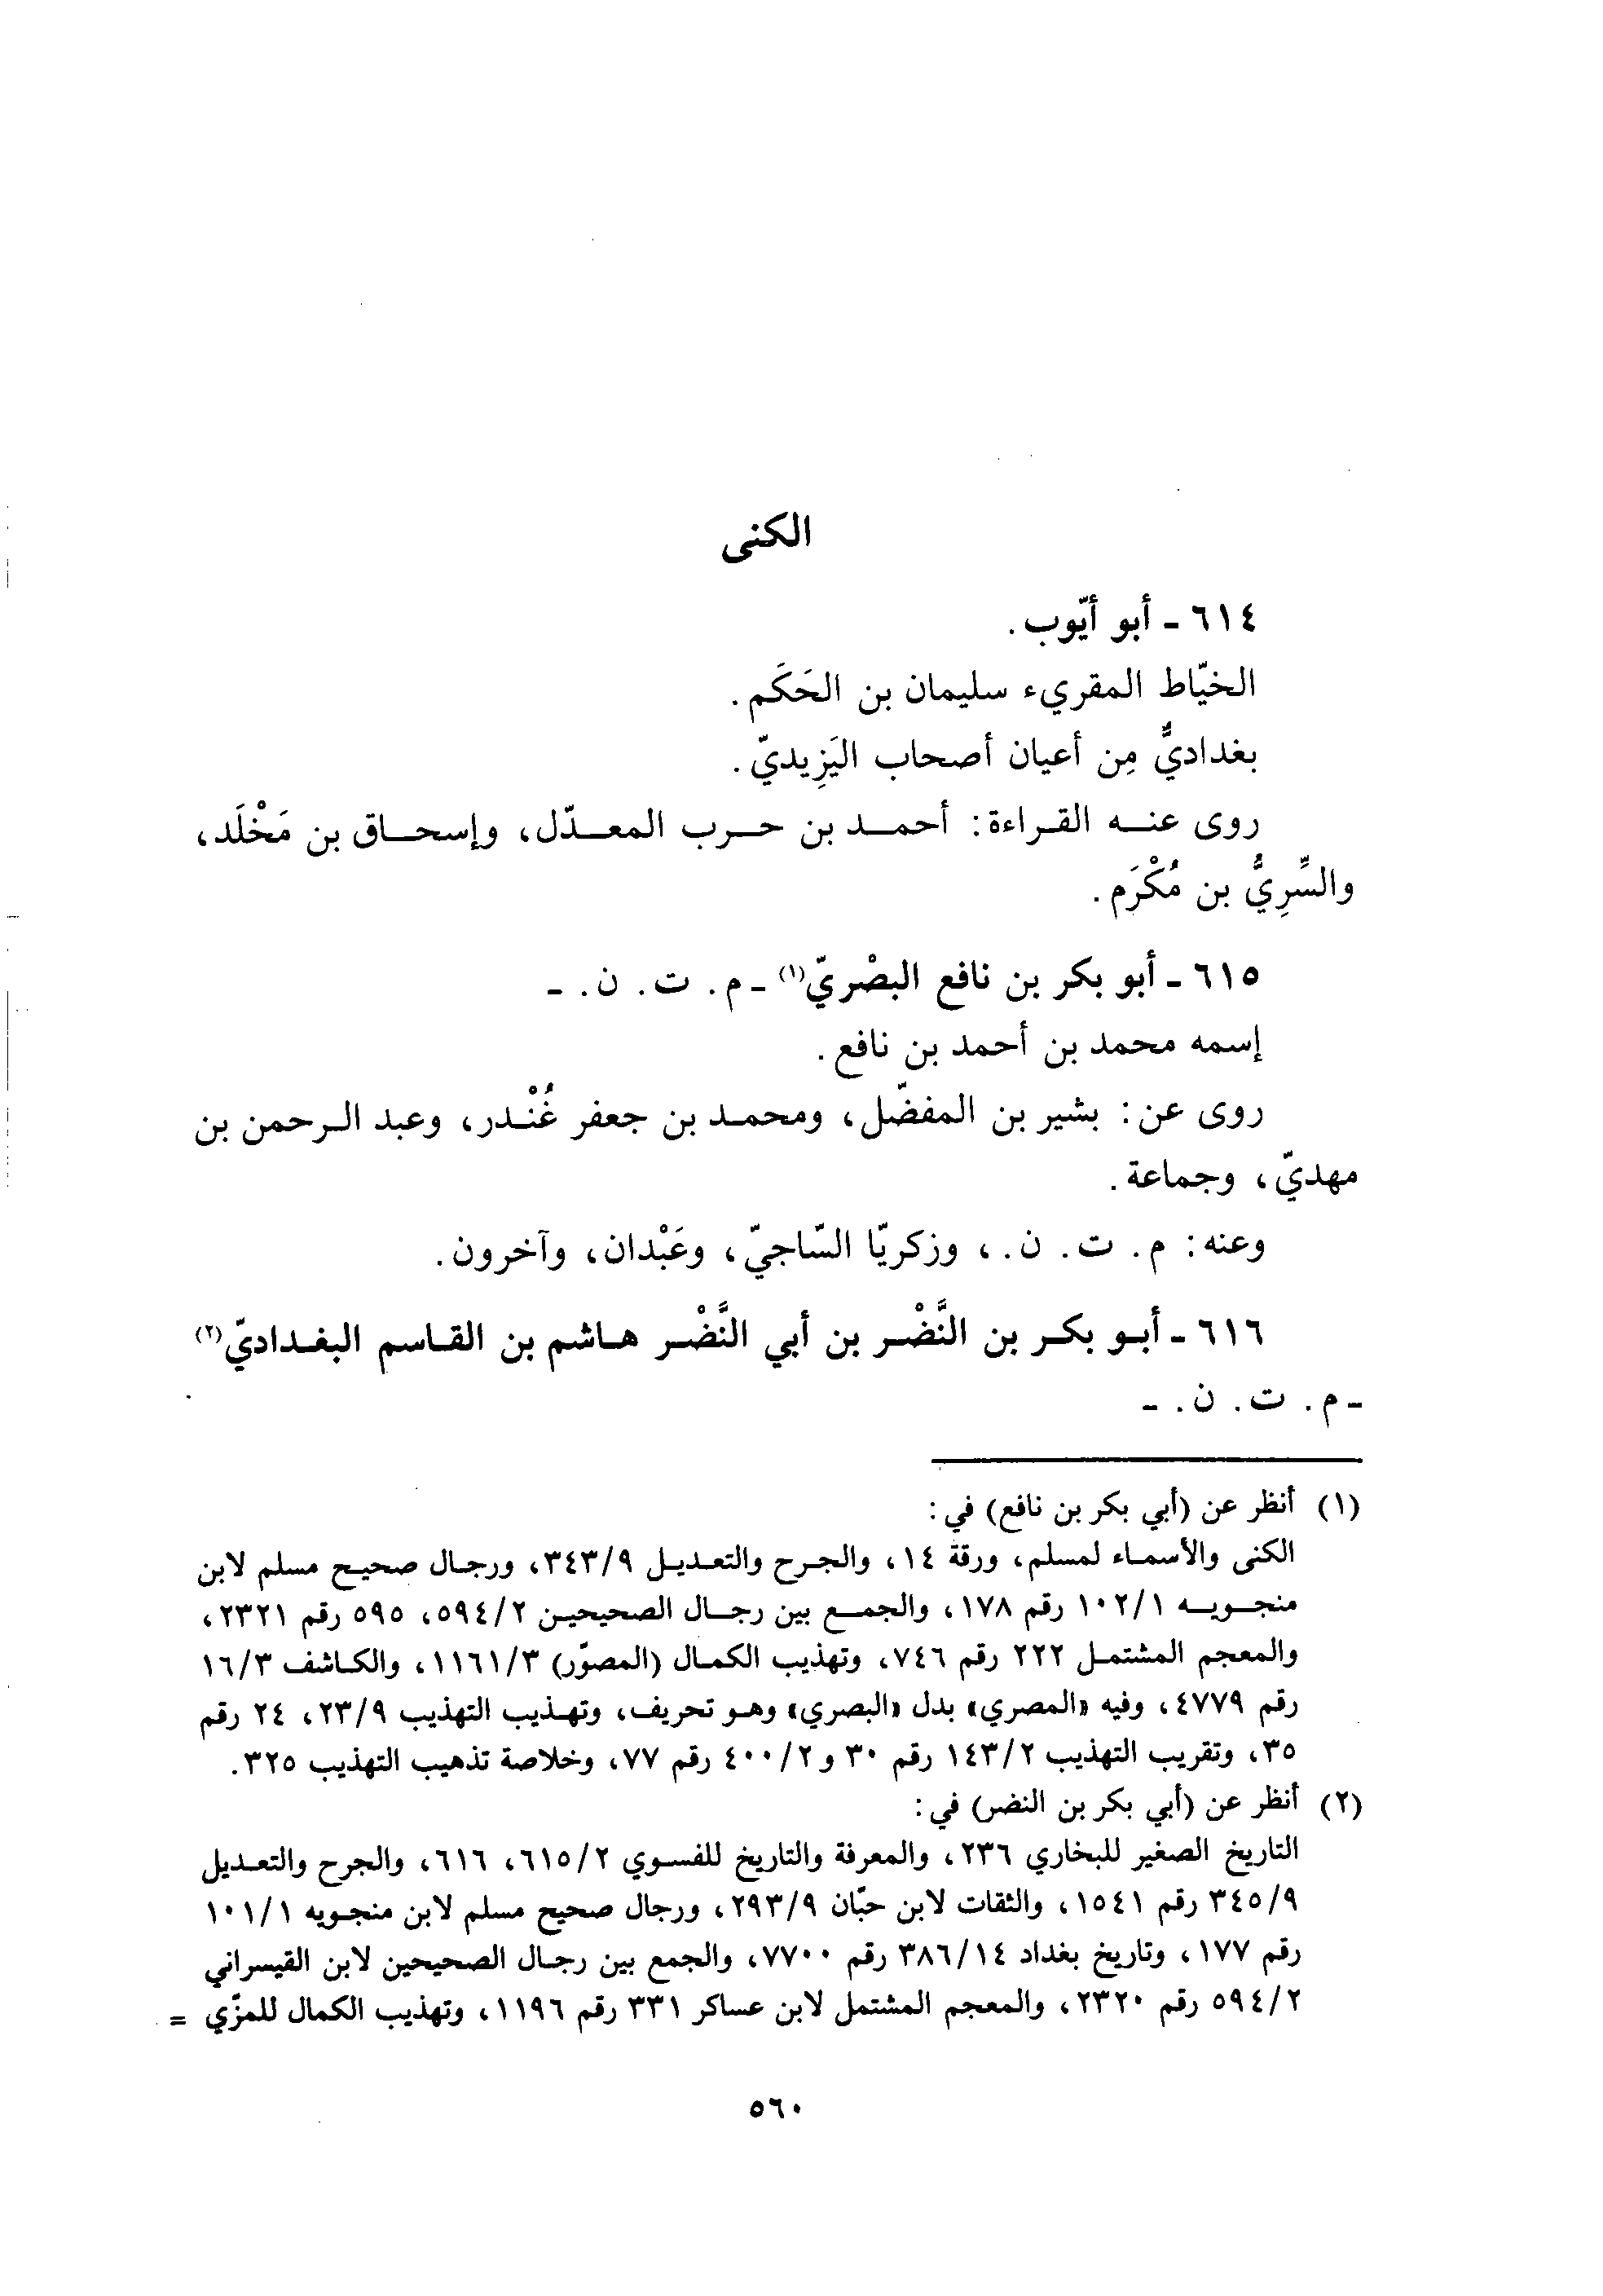 الكنى
٦١٤ - أبو أيّوب.
الخيّاط المقريء سليمان بن الحَكَم.
بغداديٌّ مِن أعيان أصحاب اليَزِيديّ.
روى عنه القراءة: أحمد بن حرب المعدّل، وإسحاق بن مَخْلَد،
والسِّرِيُّ بن مُكْرَم.
٦١٥ - أبو بكر بن نافع البصْريّ(١) - م. ت. ن. -
إسمه محمد بن أحمد بن نافع.
روى عن: بشير بن المفضّل، ومحمد بن جعفر غُنْدر، وعبد الرحمن بن
مهديّ، وجماعة.
وعنه: م. ت. ن.، وزكريّا السّاجيّ، وعَبْدان، وآخرون.
٦١٦ - أبو بكر بن النَّضْر بن أبي النَّضْر هاشم بن القاسم البغداديّ(٢)
- م. ت. ن. -
(١) أنظر عن (أبي بكر بن نافع) في:
الكنى والأسماء لمسلم، ورقة ١٤، والجرح والتعديل ٣٤٣/٩، ورجال صحيح مسلم لابن
منجويه ١٠٢/١ رقم ١٧٨، والجمع بين رجال الصحيحين ٥٩٤/٢، ٥٩٥ رقم ٢٣٢١،
والمعجم المشتمل ٢٢٢ رقم ٧٤٦، وتهذيب الكمال (المصوّر) ١١٦١/٣، والكاشف ١٦/٣
رقم ٤٧٧٩، وفيه «المصري» بدل «البصري» وهو تحريف، وتهذيب التهذيب ٢٣/٩، ٢٤ رقم
٣٥، وتقريب التهذيب ١٤٣/٢ رقم ٣٠ و٤٠٠/٢ رقم ٧٧، وخلاصة تذهيب التهذيب ٣٢٥.
(٢) أنظر عن (أبي بكر بن النضر) في:
التاريخ الصغير للبخاري ٢٣٦، والمعرفة والتاريخ للفسوي ٦١٥/٢، ٦١٦، والجرح والتعديل
٣٤٥/٩ رقم ١٥٤١، والثقات لابن حبّان ٢٩٣/٩، ورجال صحيح مسلم لابن منجويه ١٠١/١
رقم ١٧٧، وتاريخ بغداد ٣٨٦/١٤ رقم ٧٧٠٠، والجمع بين رجال الصحيحين لابن القيسراني
٥٩٤/٢ رقم ٢٣٢٠، والمعجم المشتمل لابن عساكر ٣٣١ رقم ١١٩٦، وتهذيب الكمال للمزّي =
٥٦٠